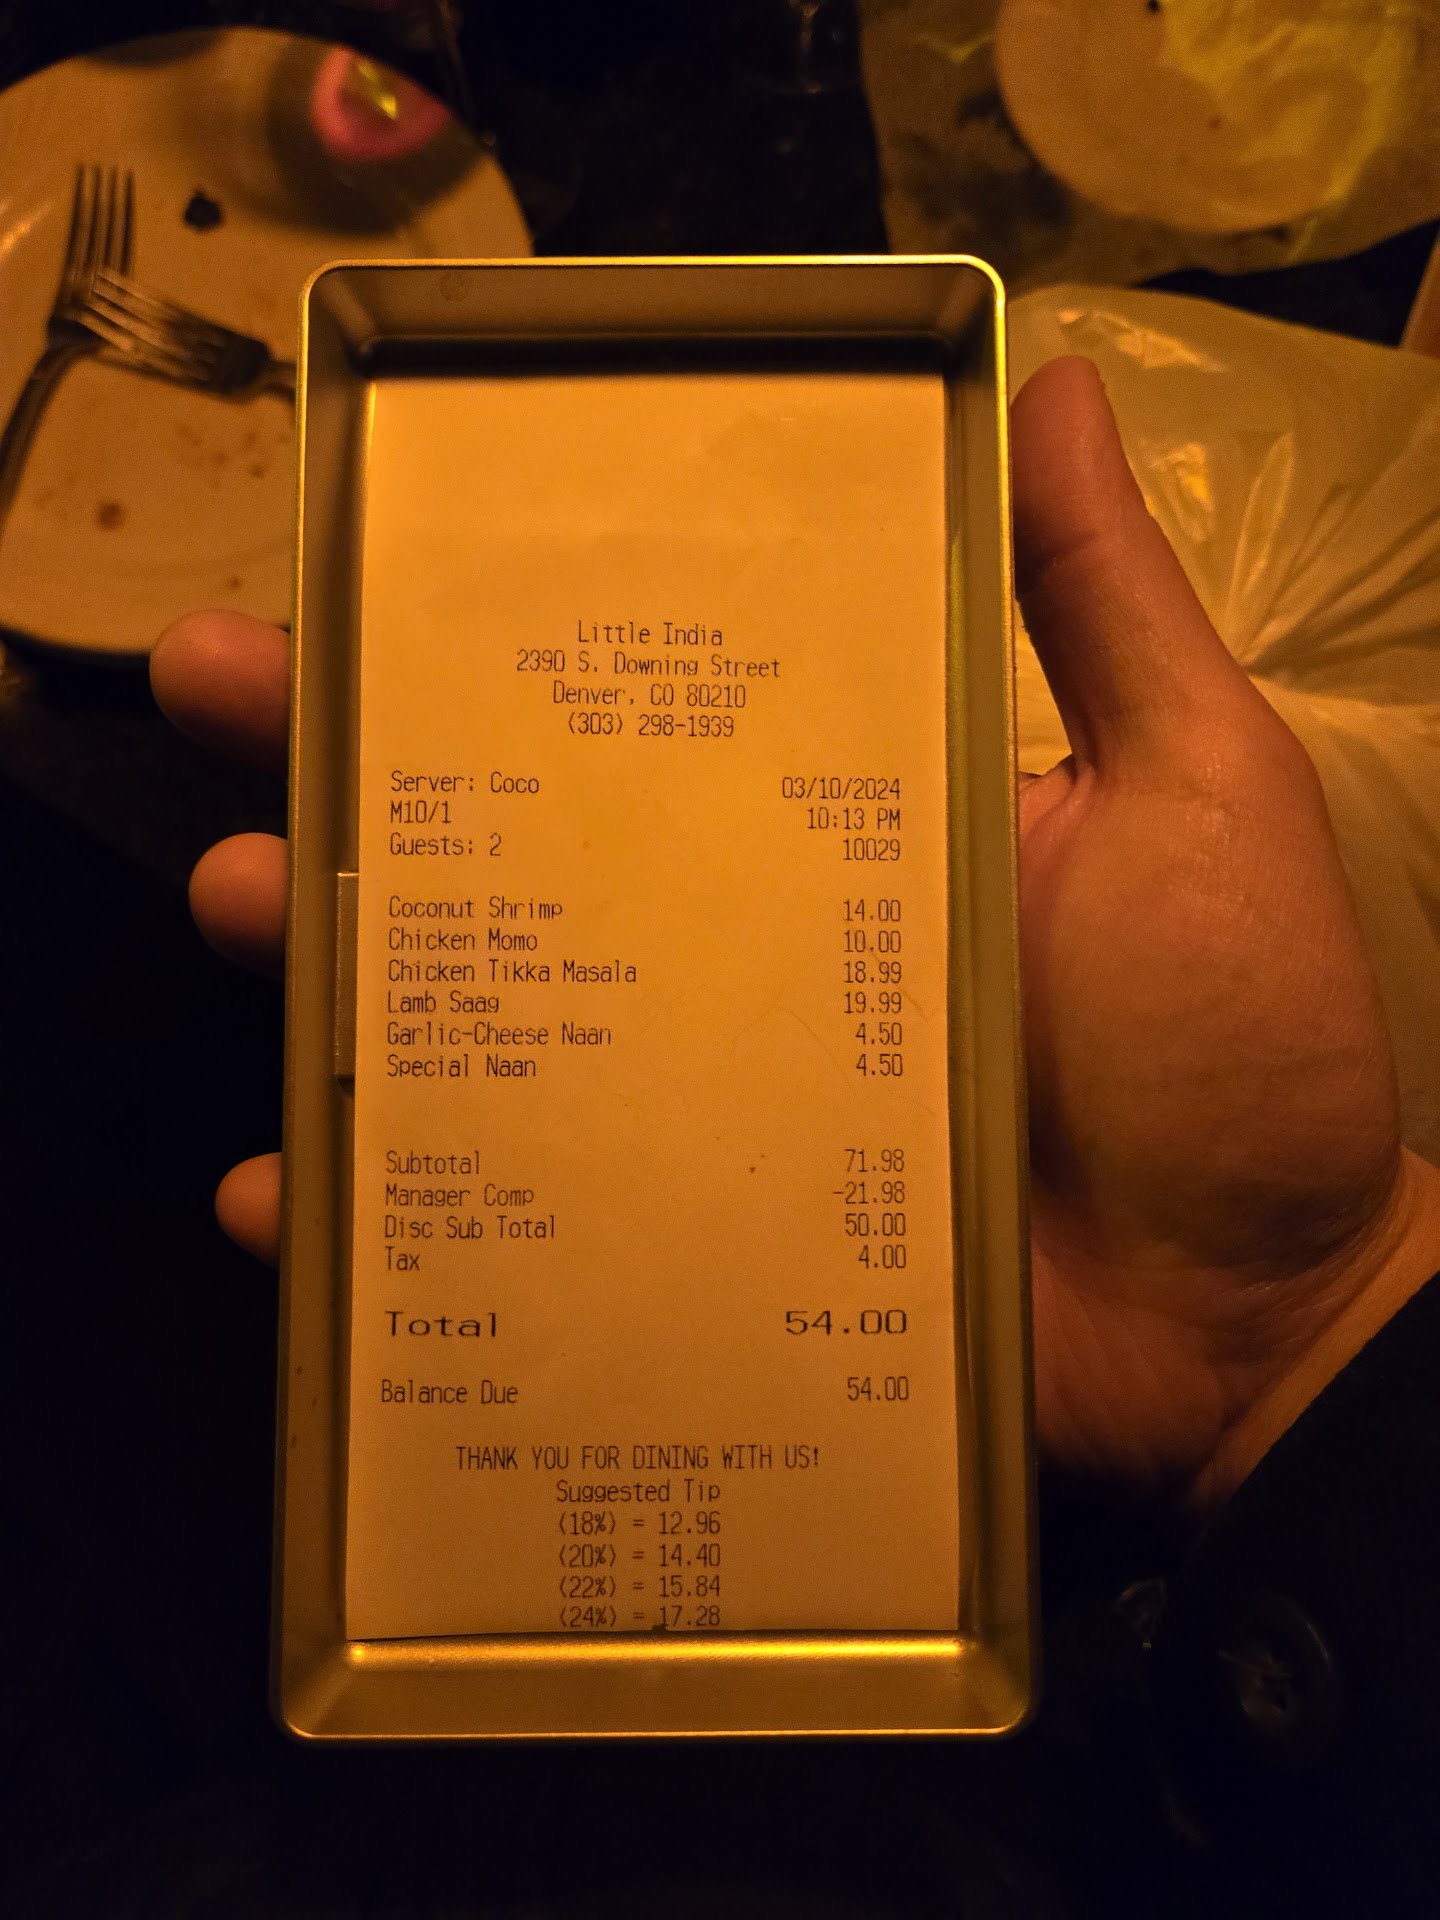 Little India
2390 S. Downing Street
Denver, CO 80210
(303) 298-1939
Server: Coco 03/10/2024
M10/1 10:13 PM
Guests: 2 10029
Coconut Shrimp 14.00
Chicken Momo 10.00
Chicken Tikka Masala 18.99
Lamb Saag 19.99
Garlic-Cheese Naan 4.50
Special Naan 4.50
Subtotal 71.98
Manager Comp -21.98
Disc Sub Total 50.00
Tax 4.00
Total 54.00
Balance Due 54.00
THANK YOU FOR DINING WITH US!
Suggested Tip
(18%) = 12.96
(20%) = 14.40
(22%) = 15.84
(24%) = 17.28